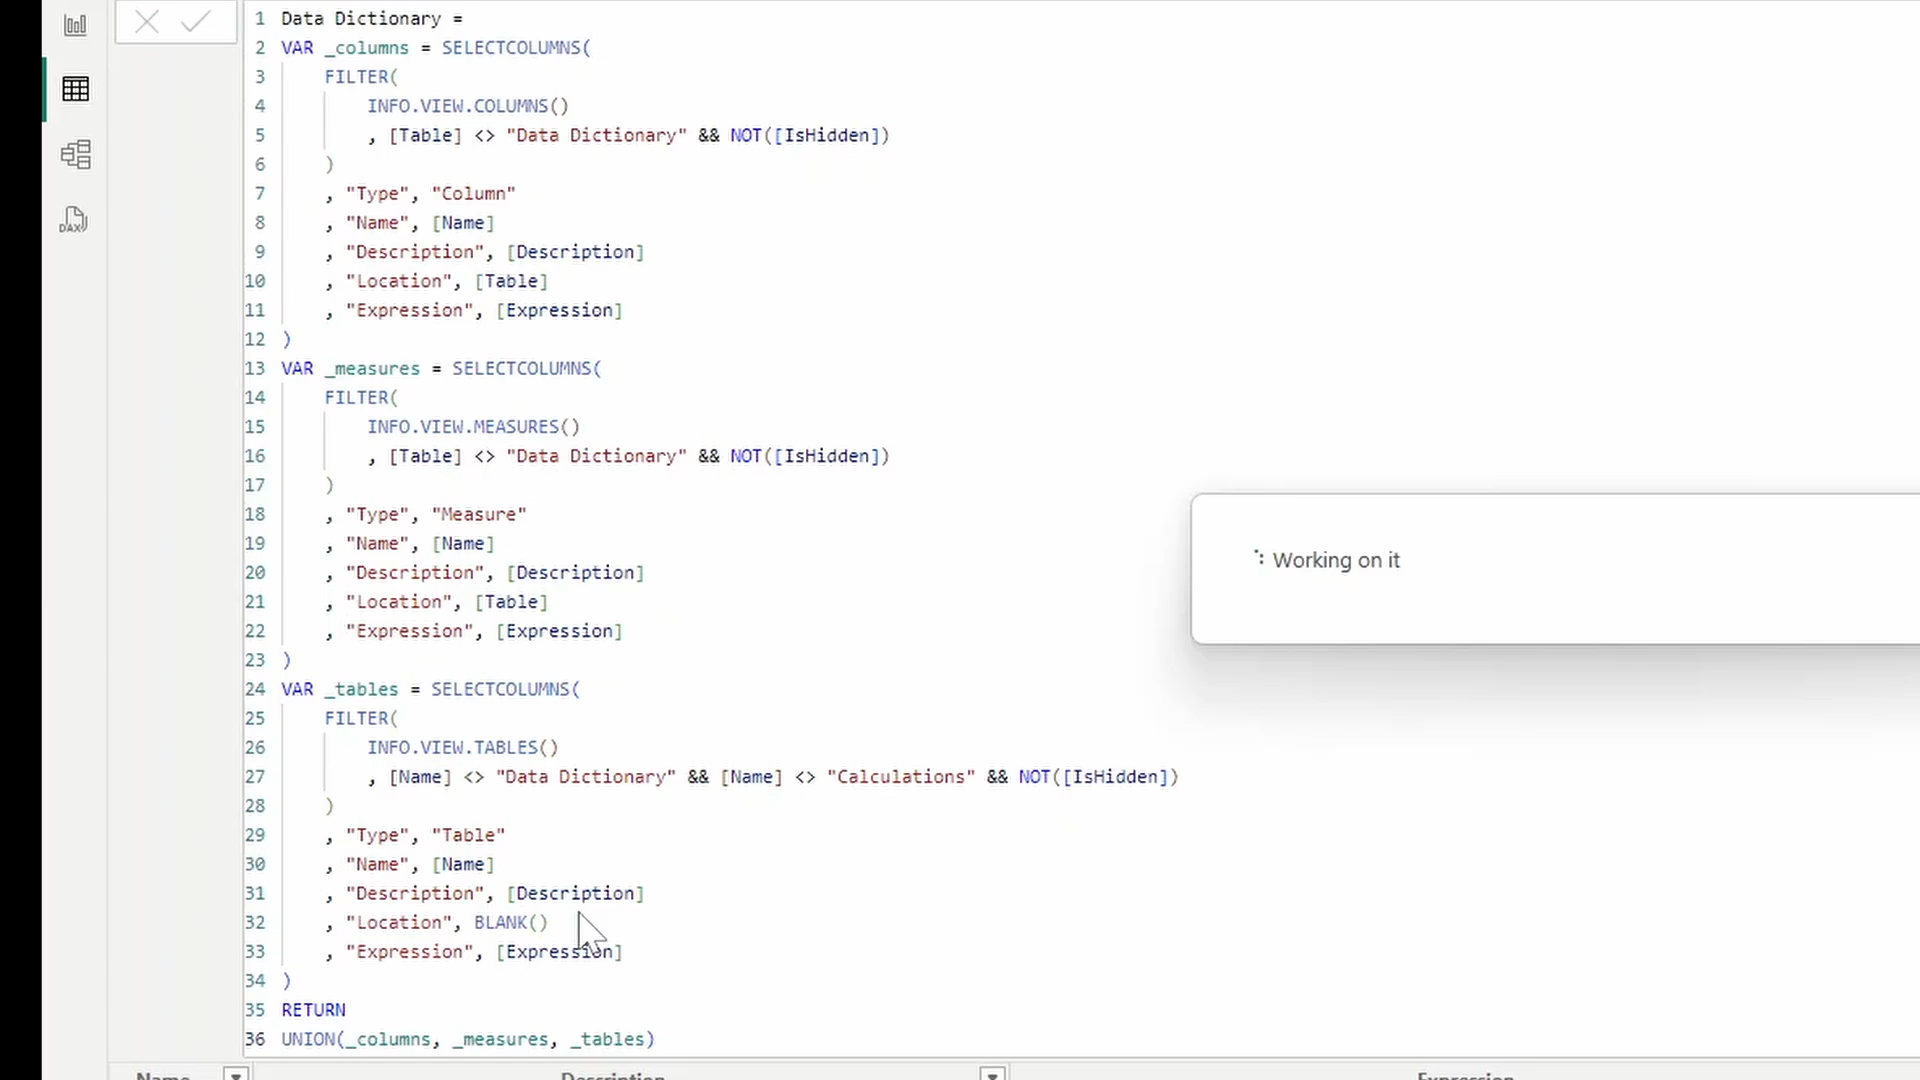 1 Data Dictionary =
2 VAR _columns = SELECTCOLUMNS(
3 FILTER(
4 INFO.VIEW.COLUMNS()
5 , [Table] <> "Data Dictionary" && NOT([IsHidden])
6 )
7 , "Type", "Column"
8 , "Name", [Name]
9 , "Description", [Description]
10 , "Location", [Table]
11 , "Expression", [Expression]
12 )
13 VAR _measures = SELECTCOLUMNS(
14 FILTER(
15 INFO.VIEW.MEASURES()
16 , [Table] <> "Data Dictionary" && NOT([IsHidden])
17 )
18 , "Type", "Measure"
19 , "Name", [Name]
20 , "Description", [Description]
21 , "Location", [Table]
22 , "Expression", [Expression]
23 )
24 VAR _tables = SELECTCOLUMNS(
25 FILTER(
26 INFO.VIEW.TABLES()
27 , [Name] <> "Data Dictionary" && [Name] <> "Calculations" && NOT([IsHidden])
28 )
29 , "Type", "Table"
30 , "Name", [Name]
31 , "Description", [Description]
32 , "Location", BLANK()
33 , "Expression", [Expression]
34 )
35 RETURN
36 UNION(_columns, _measures, _tables)
DAX
Working on it
Name Description Expression